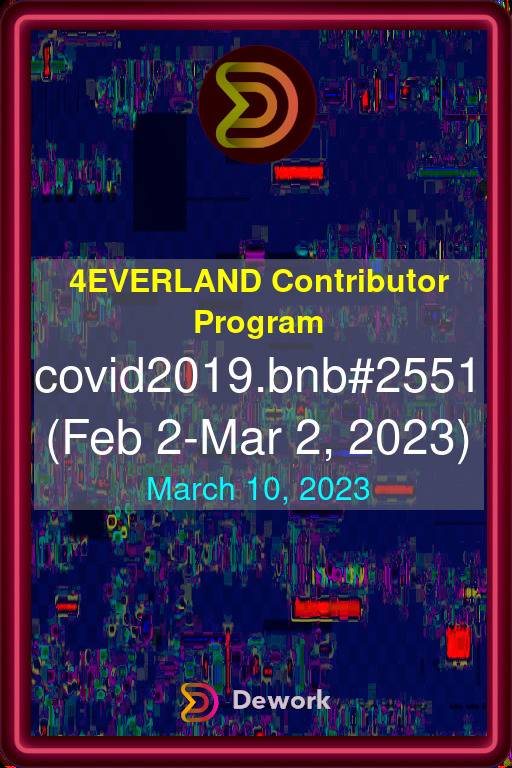 4EVERLAND Contributor
Program
covid2019.bnb#2551
(Feb 2-Mar 2, 2023)
March 10, 2023
Dework